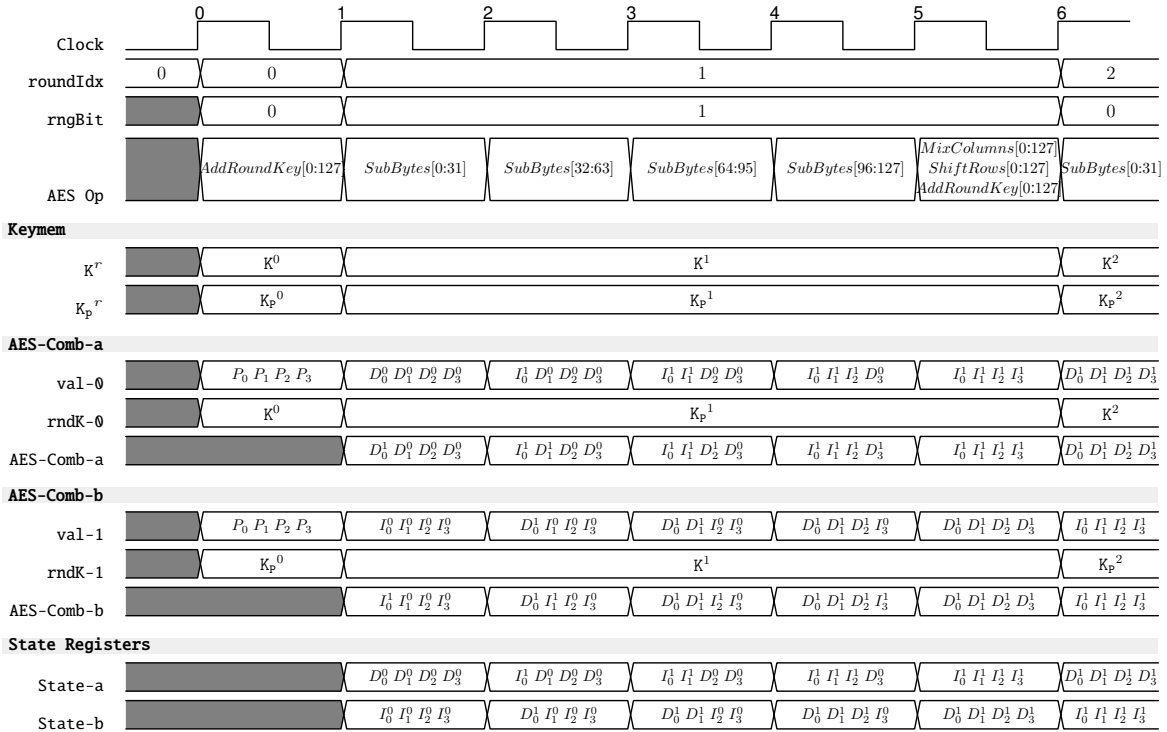 0 1 2 3 4 5 6
Clock
roundIdx 0 0 1 2
rngBit 0 1 0
MixColumns[0:127]
AddRoundKey[0:127] SubBytes[0:31] SubBytes[32:63] SubBytes[64:95] SubBytes[96:127] ShiftRows[0:127] SubBytes[0:31]
AES Op AddRoundKey[0:127]
Keymem
K^r K^0 K^1 K^2
K_P^r K_P^0 K_P^1 K_P^2
AES-Comb-a
val-0 P_0 P_1 P_2 P_3 D_0^0 D_1^0 D_2^0 D_3^0 I_0^1 D_1^0 D_2^0 D_3^0 I_0^1 I_1^1 D_2^0 D_3^0 I_0^1 I_1^1 I_2^1 D_3^0 I_0^1 I_1^1 I_2^1 I_3^1 D_0^1 D_1^1 D_2^1 D_3^1
rndK-0 K^0 K_P^1 K^2
AES-Comb-a D_0^1 D_1^0 D_2^0 D_3^0 I_0^1 D_1^1 D_2^0 D_3^0 I_0^1 I_1^1 D_2^1 D_3^0 I_0^1 I_1^1 I_2^1 D_3^1 I_0^1 I_1^1 I_2^1 I_3^1 D_0^1 D_1^1 D_2^1 D_3^1
AES-Comb-b
val-1 P_0 P_1 P_2 P_3 I_0^0 I_1^0 I_2^0 I_3^0 D_0^1 I_1^0 I_2^0 I_3^0 D_0^1 D_1^1 I_2^0 I_3^0 D_0^1 D_1^1 D_2^1 I_3^0 D_0^1 D_1^1 D_2^1 D_3^1 I_0^1 I_1^1 I_2^1 I_3^1
rndK-1 K_P^0 K^1 K_P^2
AES-Comb-b I_0^1 I_1^0 I_2^0 I_3^0 D_0^1 I_1^1 I_2^0 I_3^0 D_0^1 D_1^1 I_2^1 I_3^0 D_0^1 D_1^1 D_2^1 I_3^1 D_0^1 D_1^1 D_2^1 D_3^1 I_0^1 I_1^1 I_2^1 I_3^1
State Registers
State-a D_0^0 D_1^0 D_2^0 D_3^0 I_0^1 D_1^0 D_2^0 D_3^0 I_0^1 I_1^1 D_2^0 D_3^0 I_0^1 I_1^1 I_2^1 D_3^0 I_0^1 I_1^1 I_2^1 I_3^1 D_0^1 D_1^1 D_2^1 D_3^1
State-b I_0^0 I_1^0 I_2^0 I_3^0 D_0^1 I_1^0 I_2^0 I_3^0 D_0^1 D_1^1 I_2^0 I_3^0 D_0^1 D_1^1 D_2^1 I_3^0 D_0^1 D_1^1 D_2^1 D_3^1 I_0^1 I_1^1 I_2^1 I_3^1